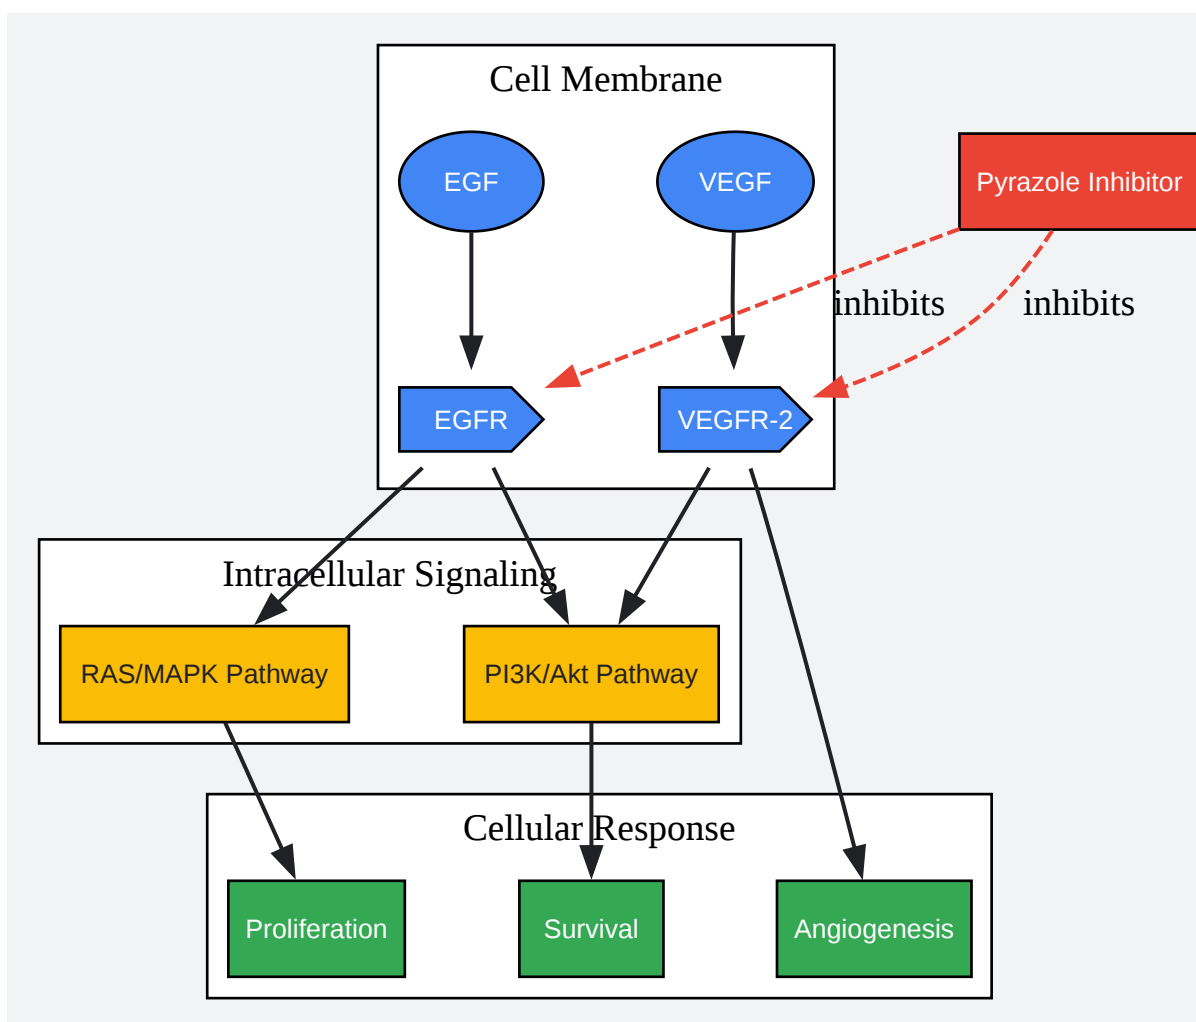 Cell Membrane
EGF
VEGF
Pyrazole Inhibitor
inhibits
inhibits
EGFR
VEGFR-2
Intracellular Signaling
RAS/MAPK Pathway
PI3K/Akt Pathway
Cellular Response
Proliferation
Survival
Angiogenesis